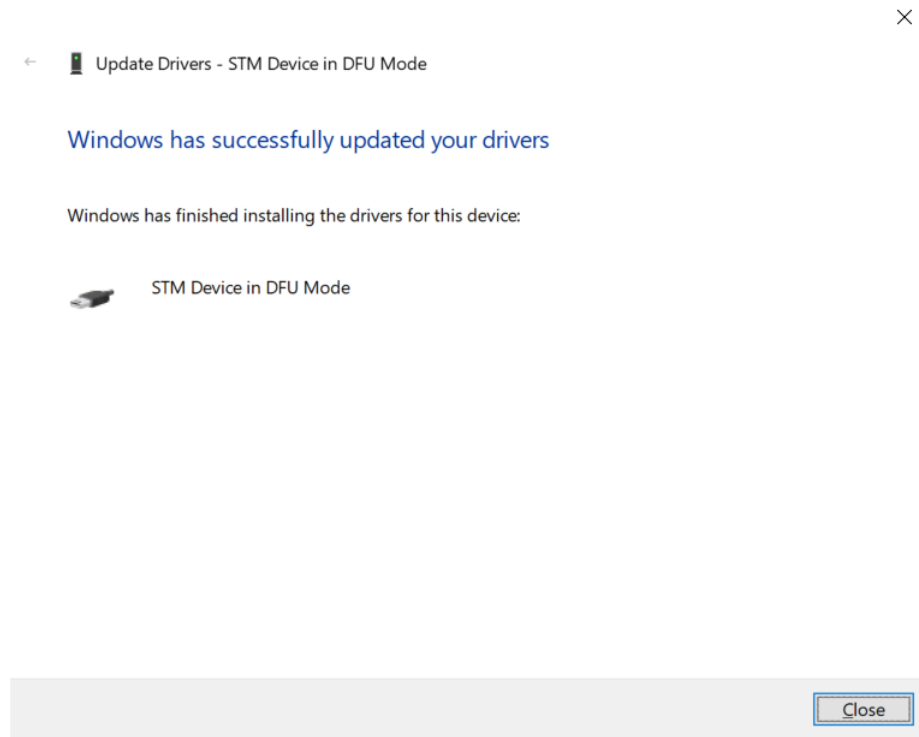 Update Drivers - STM Device in DFU Mode
Windows has successfully updated your drivers
Windows has finished installing the drivers for this device:
STM Device in DFU Mode
Close